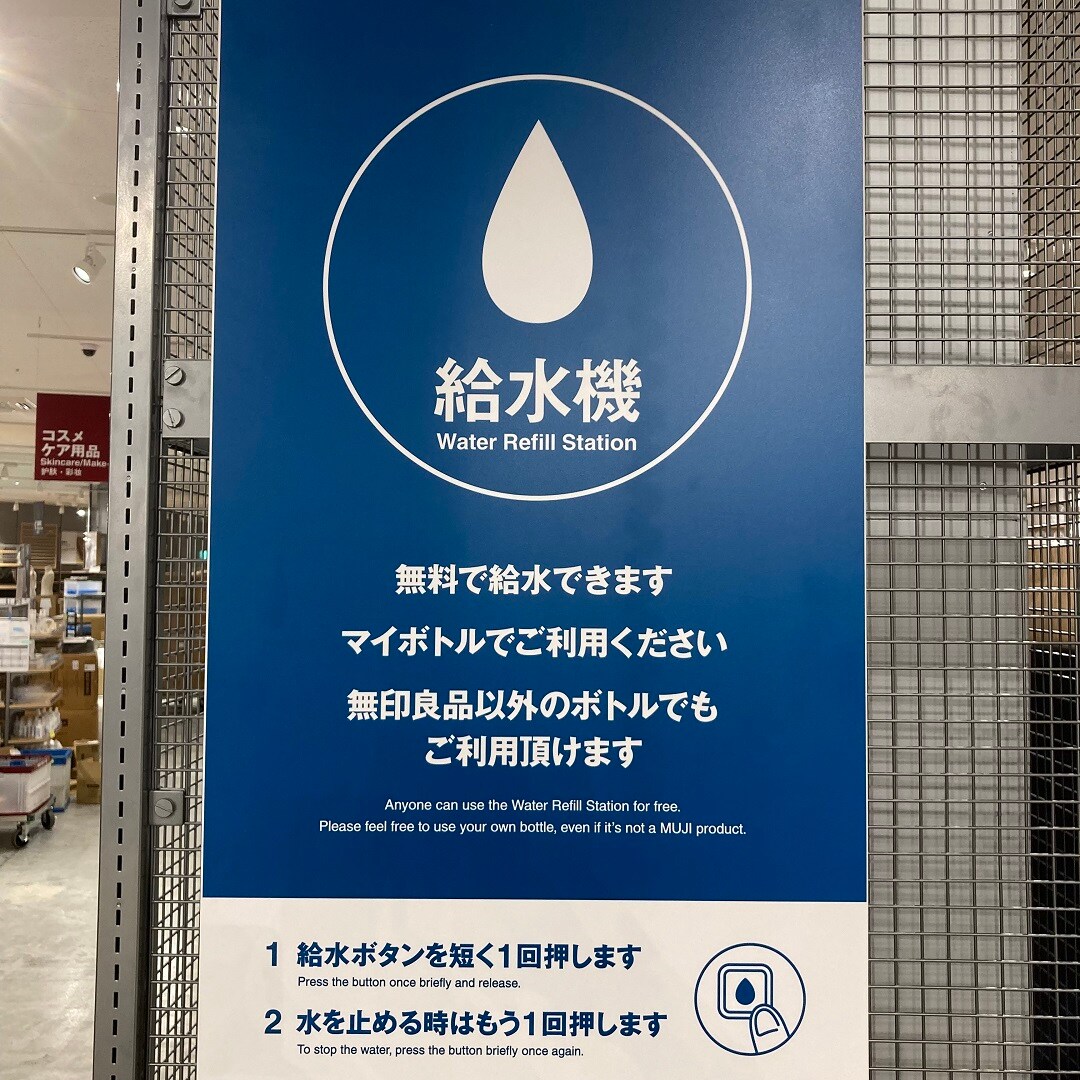 給水機
Water Refill Station
無料で給水できます
マイボトルでご利用ください
無印良品以外のボトルでも
ご利用頂けます
Anyone can use the Water Refill Station for free.
Please feel free to use your own bottle, even if it's not a MUJI product.
1 給水ボタンを短く1回押します
Press the button once briefly and release.
2 水を止める時はもう1回押します
To stop the water, press the button briefly once again.
コスメ
ケア用品
Skincare/Make-
护肤・彩妆